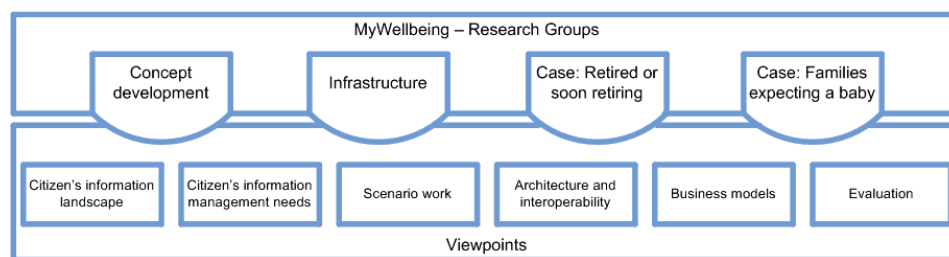 MyWellbeing – Research Groups
Concept
development
Infrastructure
Case: Retired or
soon retiring
Case: Families
expecting a baby
Citizen's information
landscape
Citizen's information
management needs
Scenario work
Architecture and
interoperability
Business models
Evaluation
Viewpoints